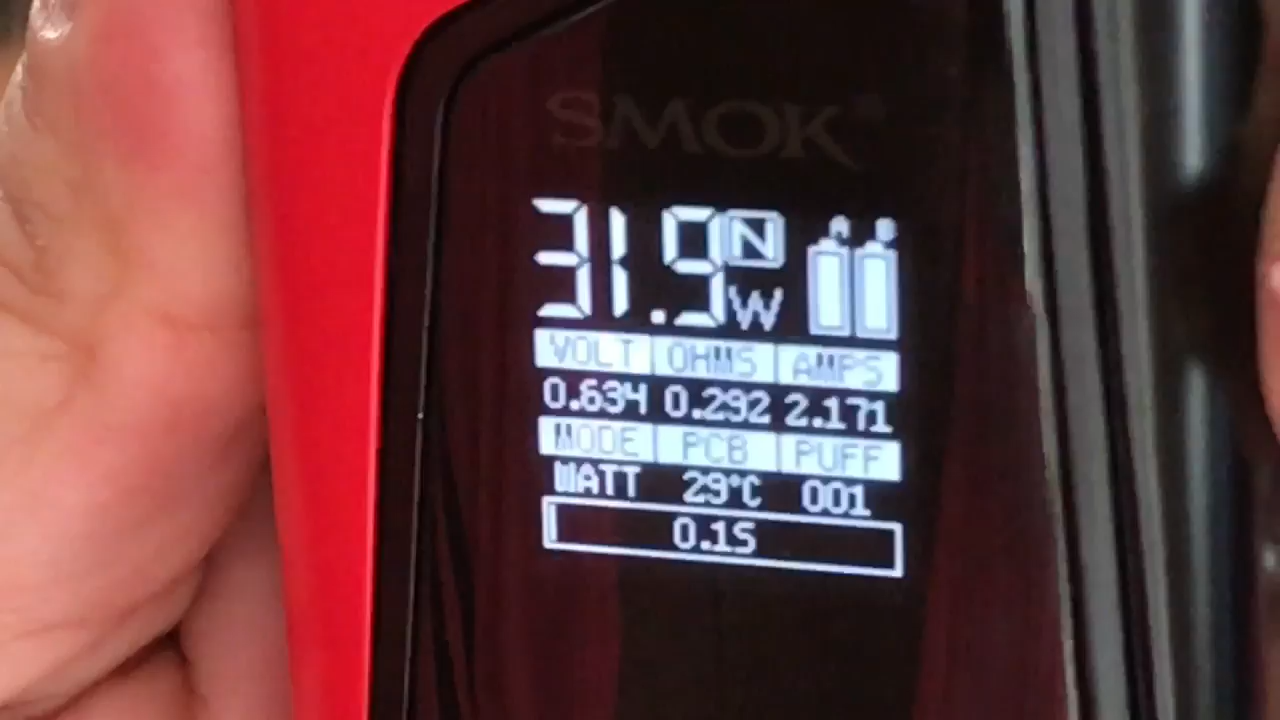 SMOK®
31.9 N W
A B
VOLT OHMS AMPS
0.634 0.292 2.171
MODE PCB PUFF
WATT 29°C 001
0.1S